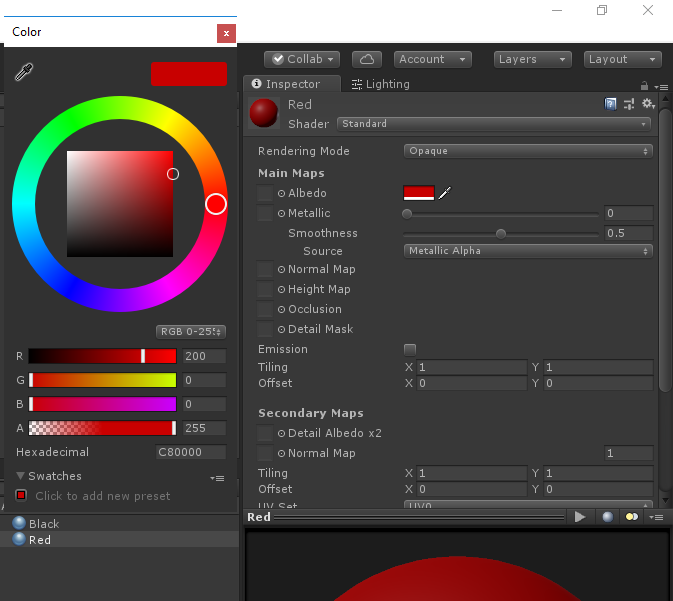 Color
x
Collab
Account
Layers
Layout
Inspector
Lighting
Red
Shader
Standard
Rendering Mode
Opaque
Main Maps
Albedo
Metallic
0
Smoothness
0.5
Source
Metallic Alpha
Normal Map
Height Map
Occlusion
Detail Mask
Emission
Tiling
X 1
Y 1
Offset
X 0
Y 0
Secondary Maps
Detail Albedo x2
Normal Map
1
Tiling
X 1
Y 1
Offset
X 0
Y 0
UV Set
UV0
RGB 0-255
R
200
G
0
B
0
A
255
Hexadecimal
C80000
Swatches
Click to add new preset
Black
Red
Red